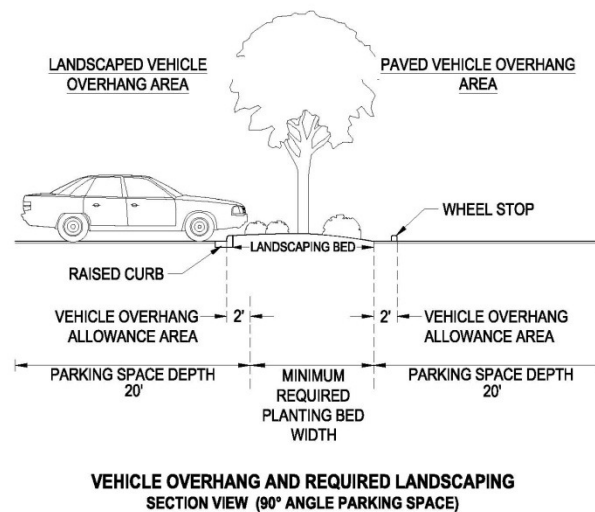 LANDSCAPED VEHICLE
OVERHANG AREA
PAVED VEHICLE OVERHANG
AREA
WHEEL STOP
LANDSCAPING BED
RAISED CURB
VEHICLE OVERHANG
ALLOWANCE AREA
2'
2'
VEHICLE OVERHANG
ALLOWANCE AREA
PARKING SPACE DEPTH
20'
MINIMUM
REQUIRED
PLANTING BED
WIDTH
PARKING SPACE DEPTH
20'
VEHICLE OVERHANG AND REQUIRED LANDSCAPING
SECTION VIEW (90° ANGLE PARKING SPACE)